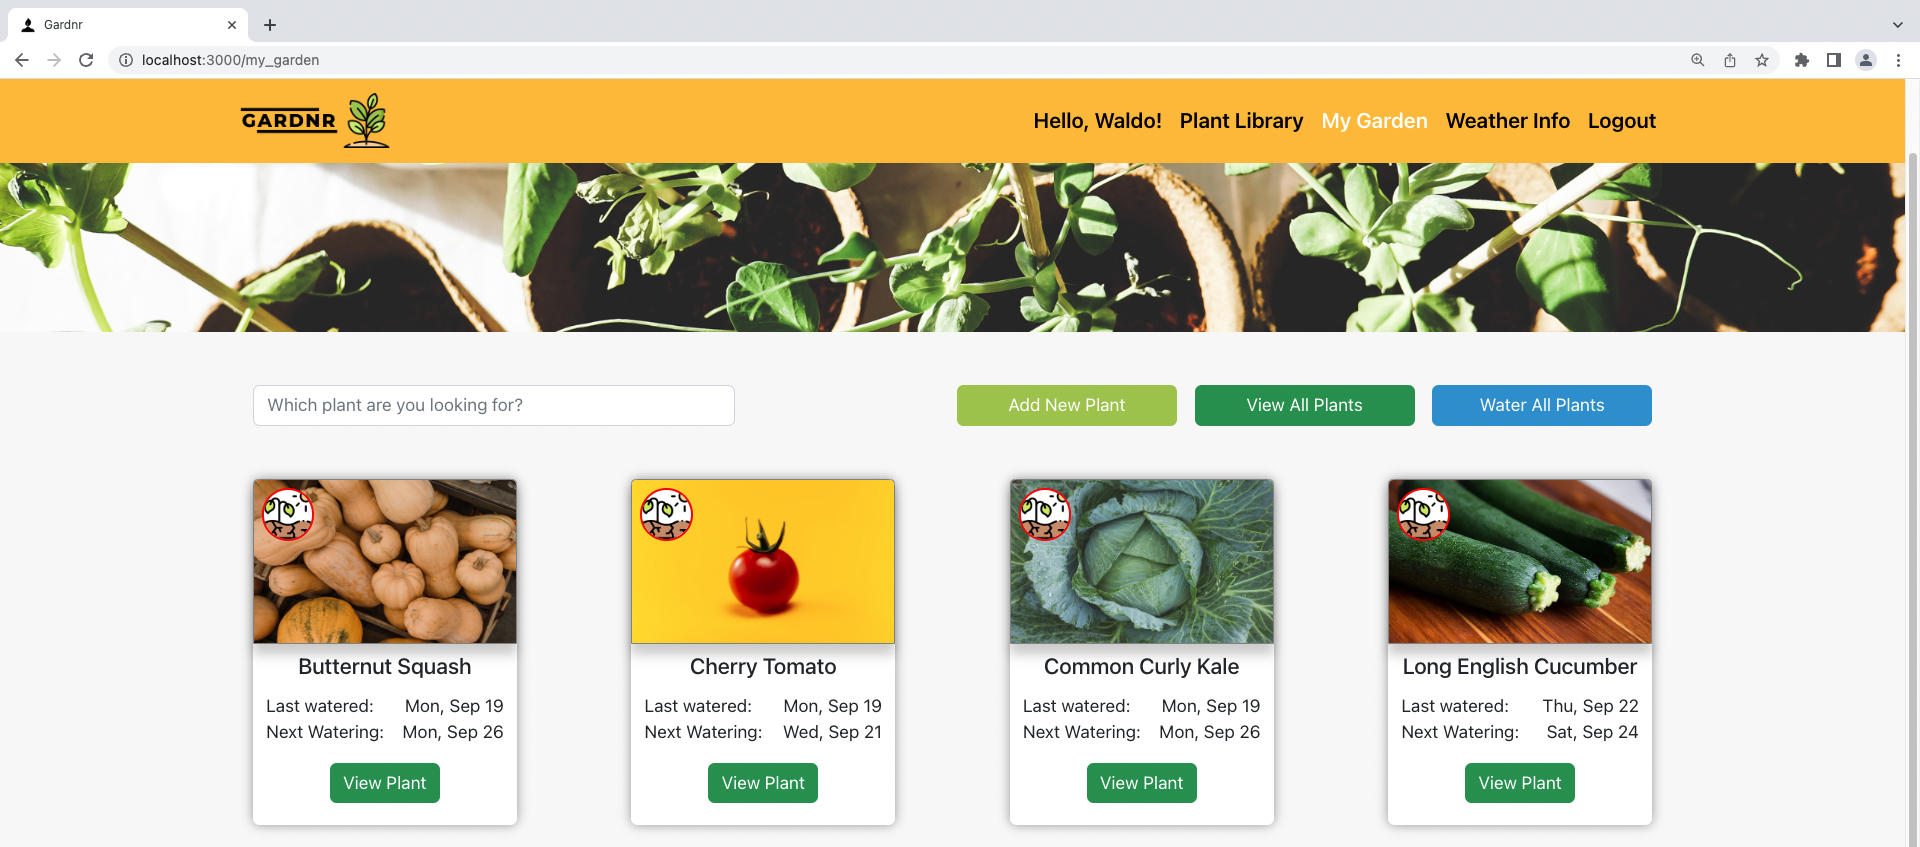 Gardnr
localhost:3000/my_garden
GARDNR
Hello, Waldo! Plant Library My Garden Weather Info Logout
Which plant are you looking for?
Add New Plant View All Plants Water All Plants
Butternut Squash
Last watered: Mon, Sep 19
Next Watering: Mon, Sep 26
View Plant
Cherry Tomato
Last watered: Mon, Sep 19
Next Watering: Wed, Sep 21
View Plant
Common Curly Kale
Last watered: Mon, Sep 19
Next Watering: Mon, Sep 26
View Plant
Long English Cucumber
Last watered: Thu, Sep 22
Next Watering: Sat, Sep 24
View Plant